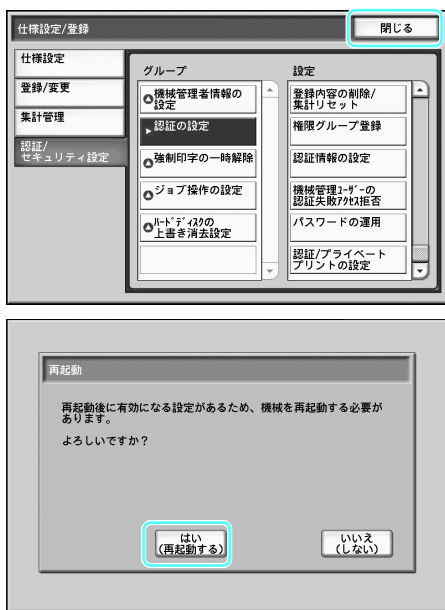 仕様設定/登録
閉じる
仕様設定
登録/変更
集計管理
認証/
セキュリティ設定
グループ
機械管理者情報の
設定
認証の設定
強制印字の一時解除
ジョブ操作の設定
ﾊｰﾄﾞﾃﾞｨｽｸの
上書き消去設定
設定
登録内容の削除/
集計リセット
権限グループ登録
認証情報の設定
機械管理ﾕｰｻﾞｰの
認証失敗ｱｸｾｽ拒否
パスワードの運用
認証/プライベート
プリントの設定
再起動
再起動後に有効になる設定があるため、機械を再起動する必要が
あります。
よろしいですか？
はい
(再起動する)
いいえ
(しない)